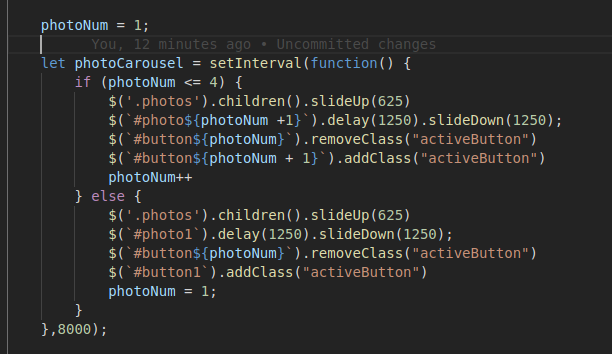 photoNum = 1;
You, 12 minutes ago • Uncommitted changes
let photoCarousel = setInterval(function() {
    if (photoNum <= 4) {
        $('.photos').children().slideUp(625)
        $(`#photo${photoNum +1}`).delay(1250).slideDown(1250);
        $(`#button${photoNum}`).removeClass("activeButton")
        $(`#button${photoNum + 1}`).addClass("activeButton")
        photoNum++
    } else {
        $('.photos').children().slideUp(625)
        $(`#photo1`).delay(1250).slideDown(1250);
        $(`#button${photoNum}`).removeClass("activeButton")
        $(`#button1`).addClass("activeButton")
        photoNum = 1;
    }
},8000);